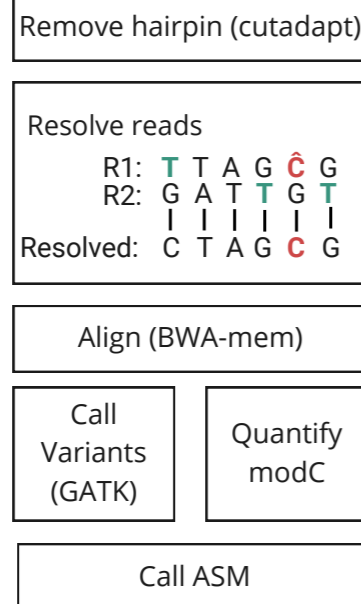 Remove hairpin (cutadapt)
Resolve reads
R1: T T A G Ĉ G
R2: G A T T G T
Resolved: C T A G C G
Align (BWA-mem)
Call
Variants
(GATK)
Quantify
modC
Call ASM